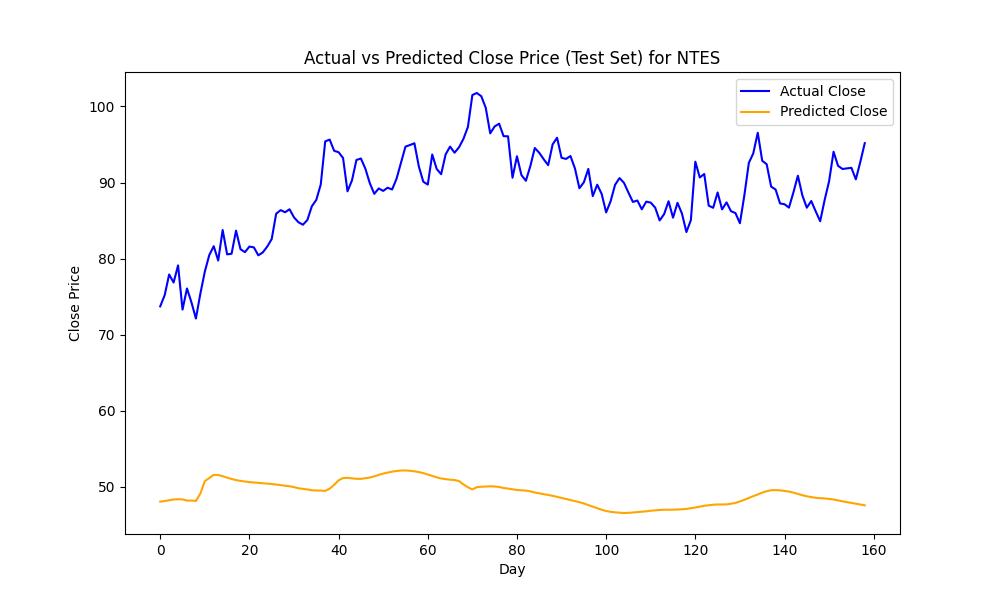 Actual vs Predicted Close Price (Test Set) for NTES
Actual Close
Predicted Close
Close Price
100
90
80
70
60
50
0 20 40 60 80 100 120 140 160
Day